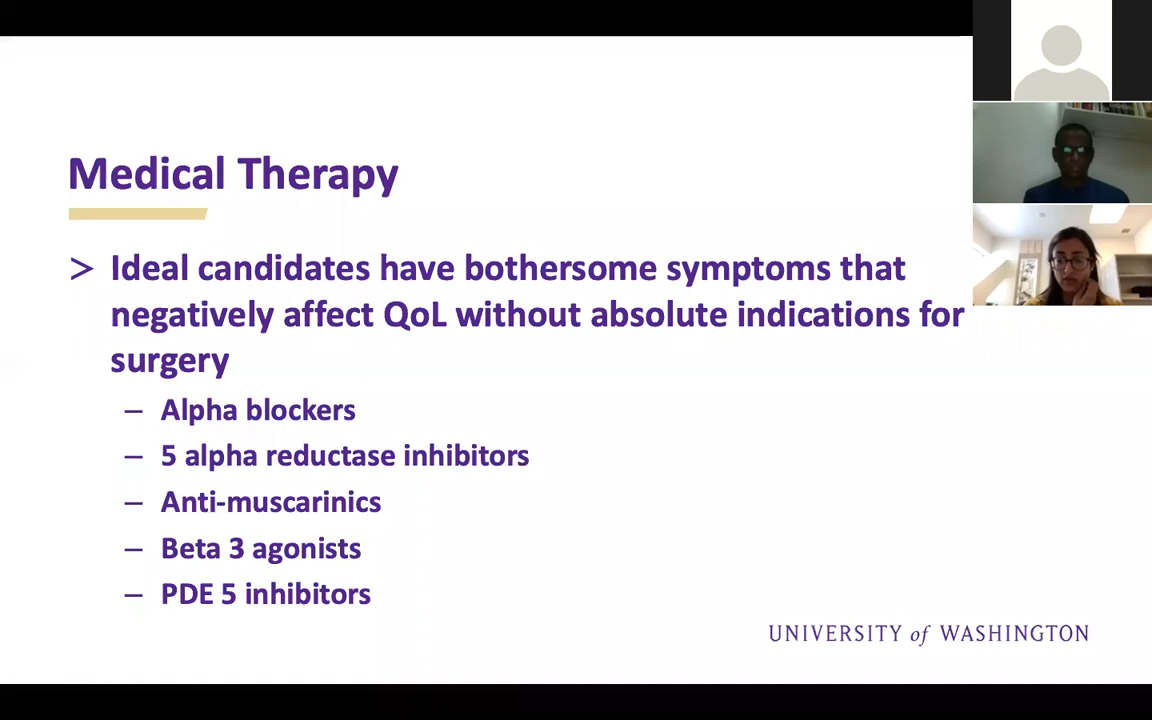 Medical Therapy
> Ideal candidates have bothersome symptoms that
negatively affect QoL without absolute indications for
surgery
– Alpha blockers
– 5 alpha reductase inhibitors
– Anti-muscarinics
– Beta 3 agonists
– PDE 5 inhibitors
UNIVERSITY of WASHINGTON